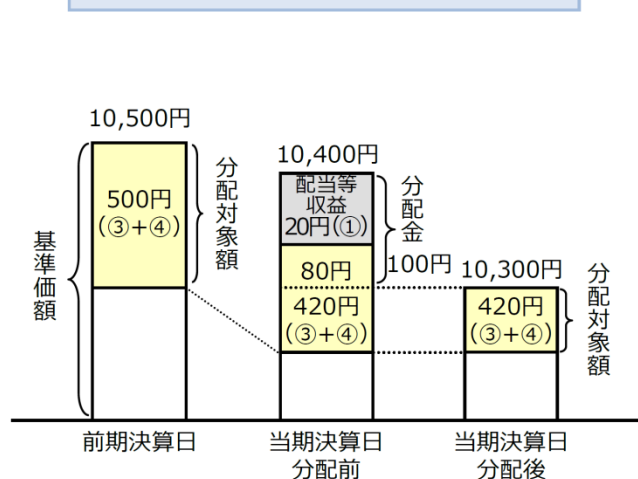 10,500円
500円
(③+④)
分配対象額
基準価額
10,400円
配当等
収益
20円(①)
80円
420円
(③+④)
分配金
100円
10,300円
420円
(③+④)
分配対象額
前期決算日
当期決算日
分配前
当期決算日
分配後